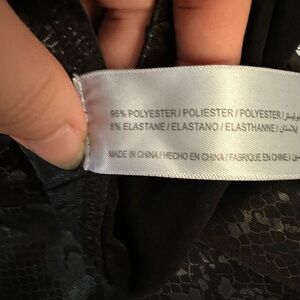 95% POLYESTER / POLIESTER / POLYESTER /
5% ELASTANE / ELASTANO / ELASTHANNE /
MADE IN CHINA / HECHO EN CHINA / FABRIQUE EN CHINE /